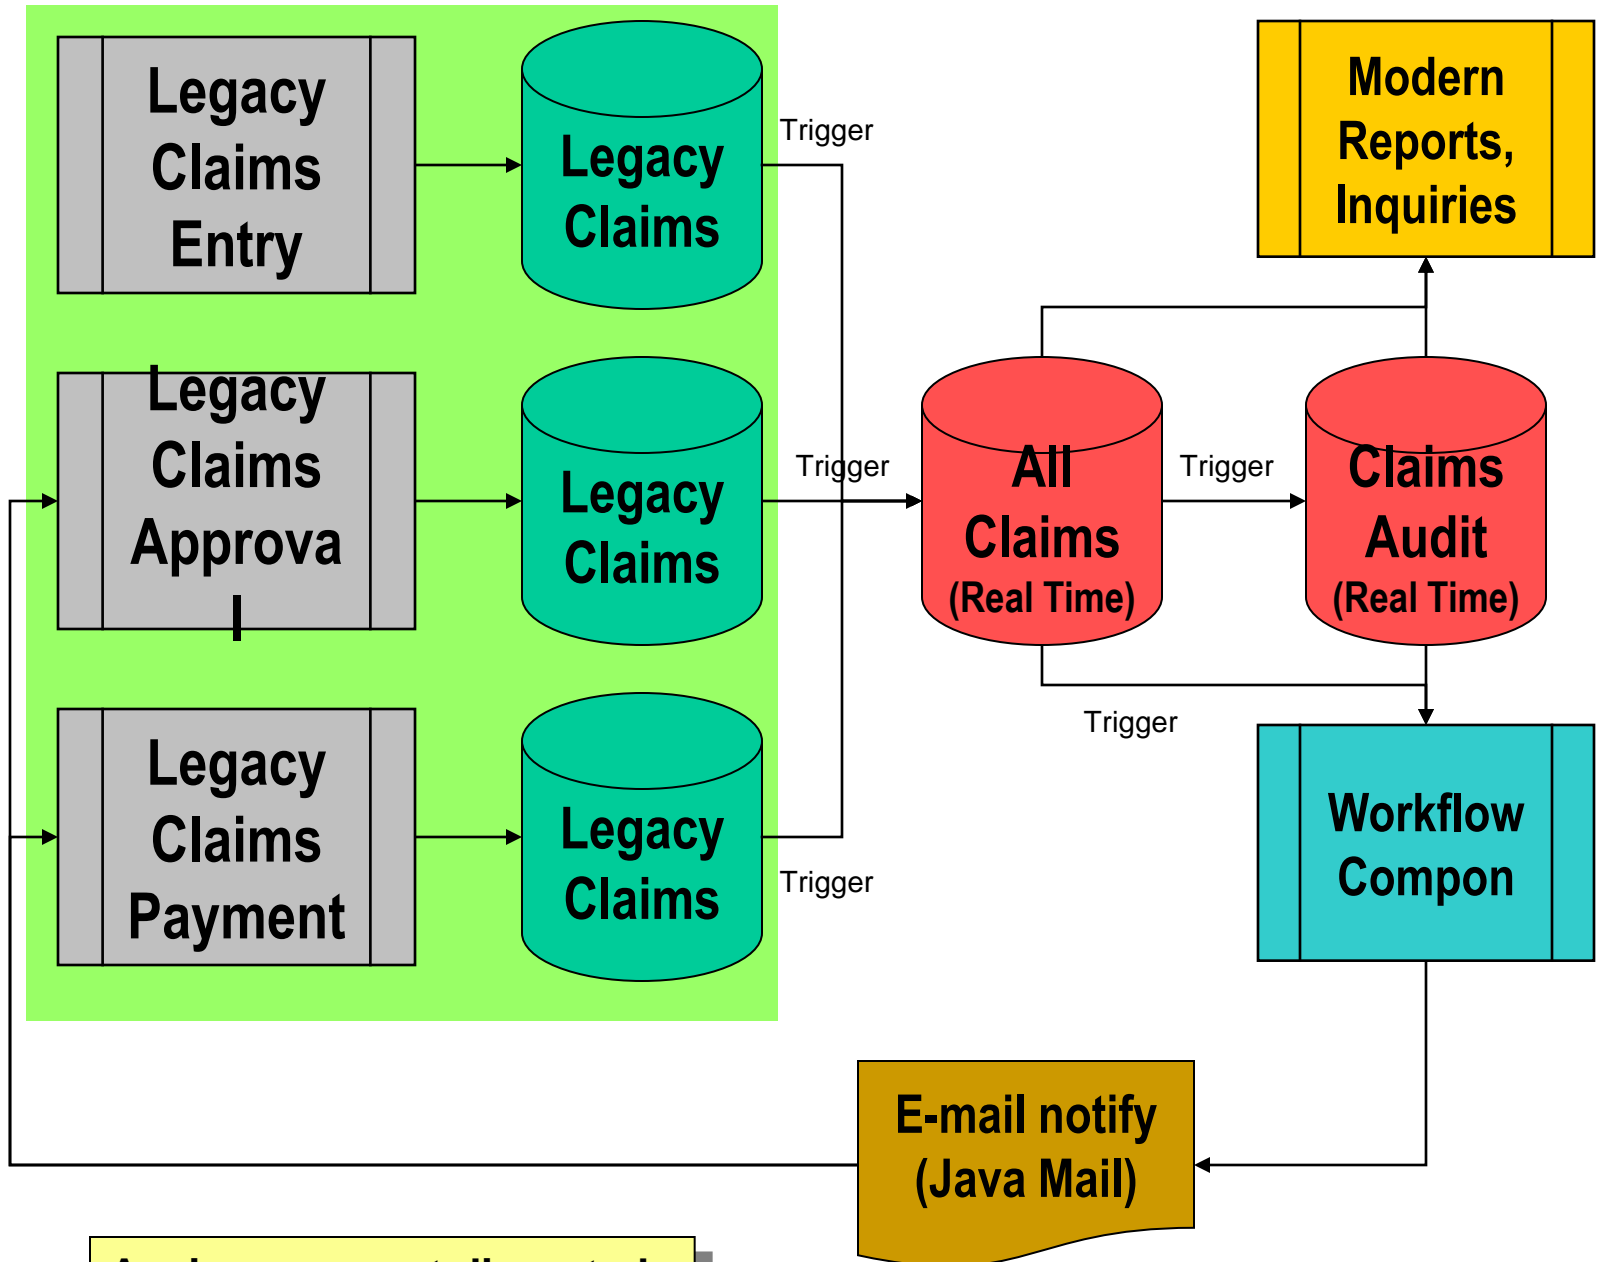 Legacy
Claims
Entry
Legacy
Claims
Trigger
Modern
Reports,
Inquiries
Legacy
Claims
Approva
l
Legacy
Claims
Trigger
All
Claims
(Real Time)
Trigger
Claims
Audit
(Real Time)
Legacy
Claims
Payment
Legacy
Claims
Trigger
Trigger
Workflow
Compon
E-mail notify
(Java Mail)